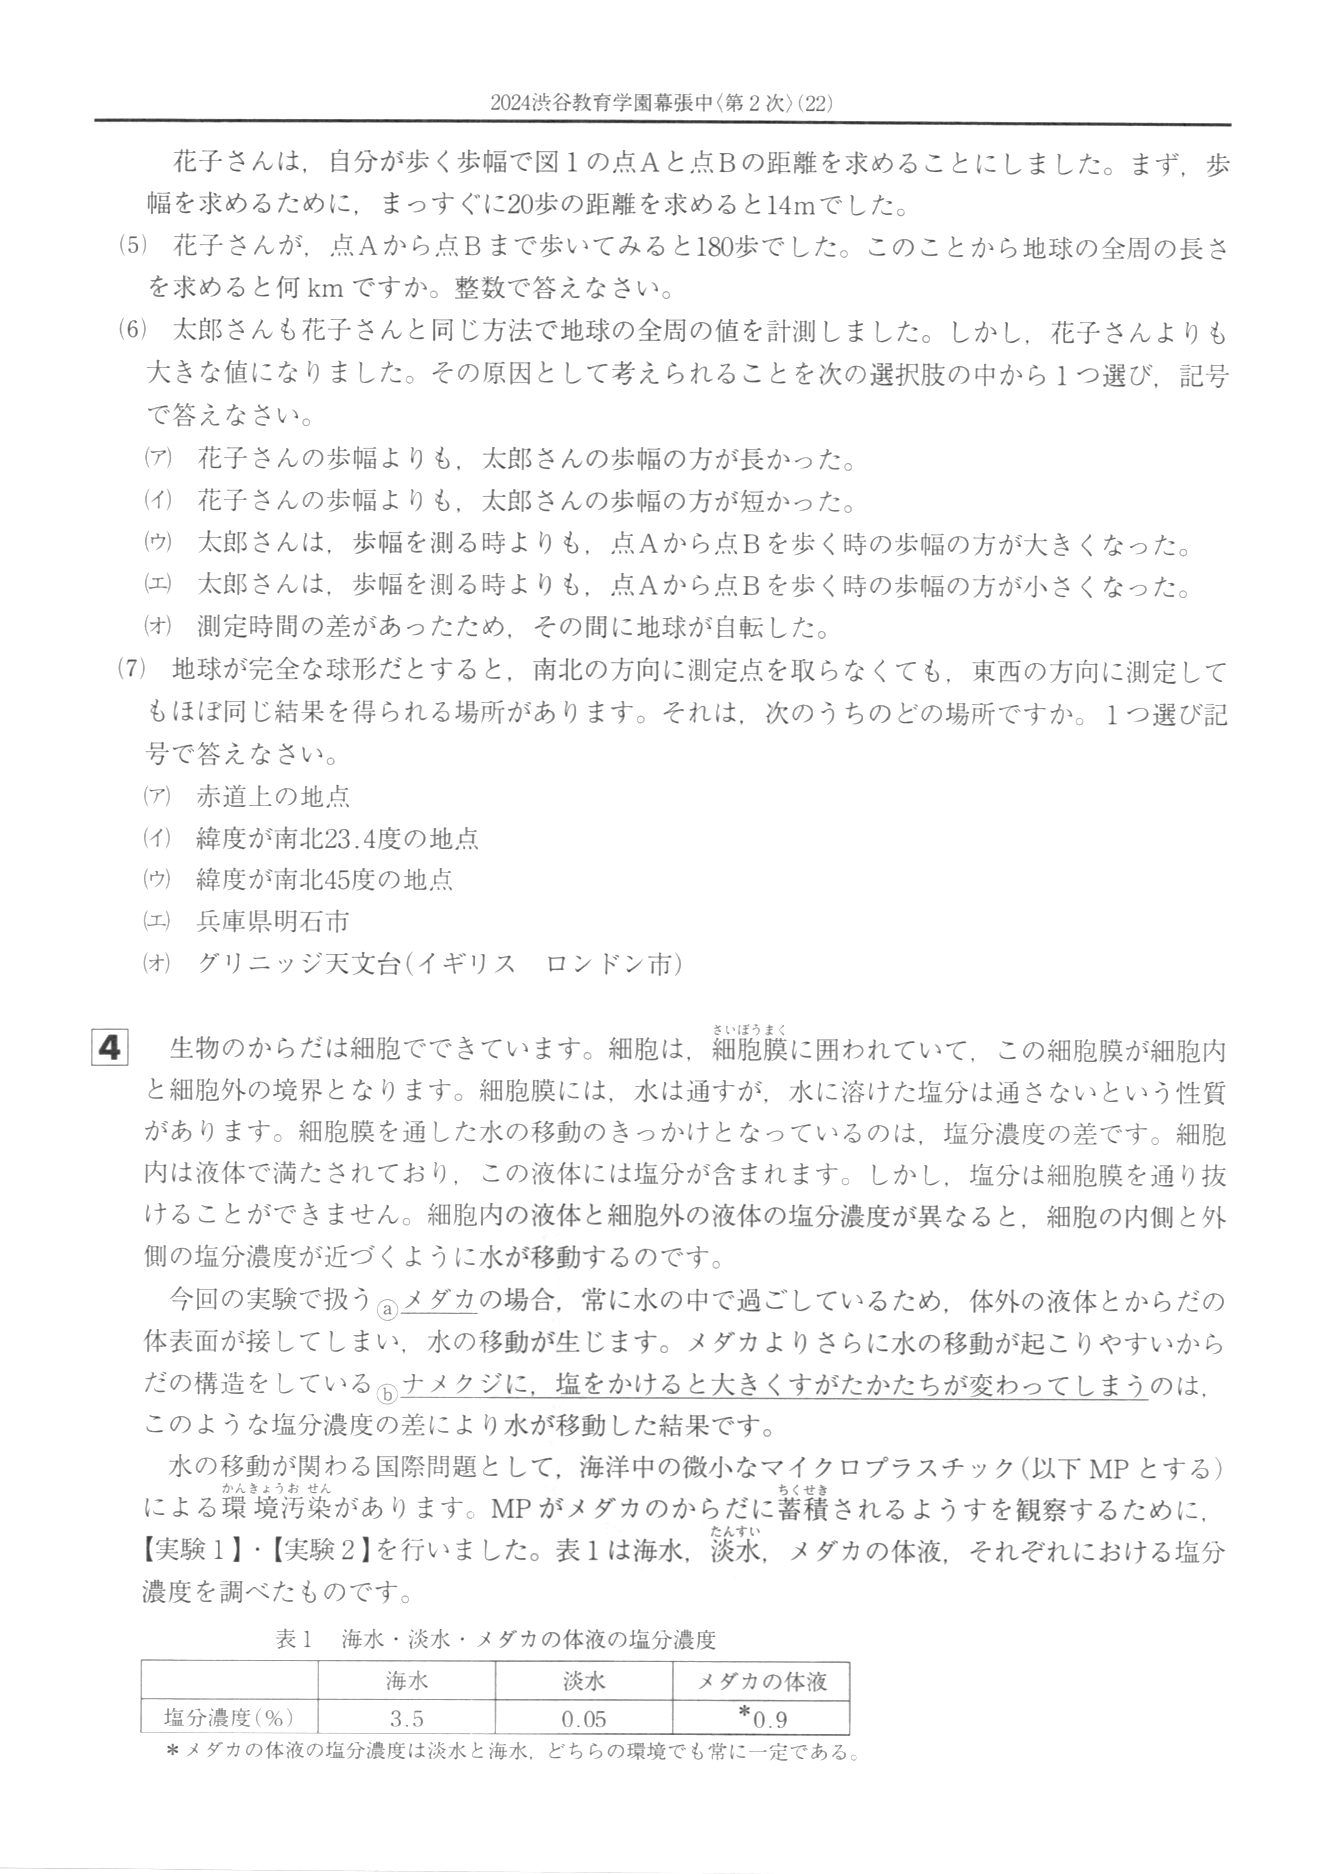 2024渋谷教育学園幕張中〈第2次〉(22)
花子さんは，自分が歩く歩幅で図1の点Aと点Bの距離を求めることにしました。まず，歩
幅を求めるために，まっすぐに20歩の距離を求めると14mでした。
(5) 花子さんが，点Aから点Bまで歩いてみると180歩でした。このことから地球の全周の長さ
を求めると何 km ですか。整数で答えなさい。
(6) 太郎さんも花子さんと同じ方法で地球の全周の値を計測しました。しかし，花子さんよりも
大きな値になりました。その原因として考えられることを次の選択肢の中から1つ選び，記号
で答えなさい。
(ア) 花子さんの歩幅よりも，太郎さんの歩幅の方が長かった。
(イ) 花子さんの歩幅よりも，太郎さんの歩幅の方が短かった。
(ウ) 太郎さんは，歩幅を測る時よりも，点Aから点Bを歩く時の歩幅の方が大きくなった。
(エ) 太郎さんは，歩幅を測る時よりも，点Aから点Bを歩く時の歩幅の方が小さくなった。
(オ) 測定時間の差があったため，その間に地球が自転した。
(7) 地球が完全な球形だとすると，南北の方向に測定点を取らなくても，東西の方向に測定して
もほぼ同じ結果を得られる場所があります。それは，次のうちのどの場所ですか。1つ選び記
号で答えなさい。
(ア) 赤道上の地点
(イ) 緯度が南北23.4度の地点
(ウ) 緯度が南北45度の地点
(エ) 兵庫県明石市
(オ) グリニッジ天文台(イギリス ロンドン市)
さいぼうまく
4 生物のからだは細胞でできています。細胞は，細胞膜に囲われていて，この細胞膜が細胞内
と細胞外の境界となります。細胞膜には，水は通すが，水に溶けた塩分は通さないという性質
があります。細胞膜を通した水の移動のきっかけとなっているのは，塩分濃度の差です。細胞
内は液体で満たされており，この液体には塩分が含まれます。しかし，塩分は細胞膜を通り抜
けることができません。細胞内の液体と細胞外の液体の塩分濃度が異なると，細胞の内側と外
側の塩分濃度が近づくように水が移動するのです。
今回の実験で扱うⓐメダカの場合，常に水の中で過ごしているため，体外の液体とからだの
体表面が接してしまい，水の移動が生じます。メダカよりさらに水の移動が起こりやすいから
だの構造をしているⓑナメクジに，塩をかけると大きくすがたかたちが変わってしまうのは，
このような塩分濃度の差により水が移動した結果です。
水の移動が関わる国際問題として，海洋中の微小なマイクロプラスチック(以下 MP とする)
かんきょうお せん ちくせき
による環境汚染があります。MP がメダカのからだに蓄積されるようすを観察するために，
たんすい
【実験1】・【実験2】を行いました。表1は海水，淡水，メダカの体液，それぞれにおける塩分
濃度を調べたものです。
表1 海水・淡水・メダカの体液の塩分濃度
海水 淡水 メダカの体液
塩分濃度(%) 3.5 0.05 *0.9
*メダカの体液の塩分濃度は淡水と海水，どちらの環境でも常に一定である。